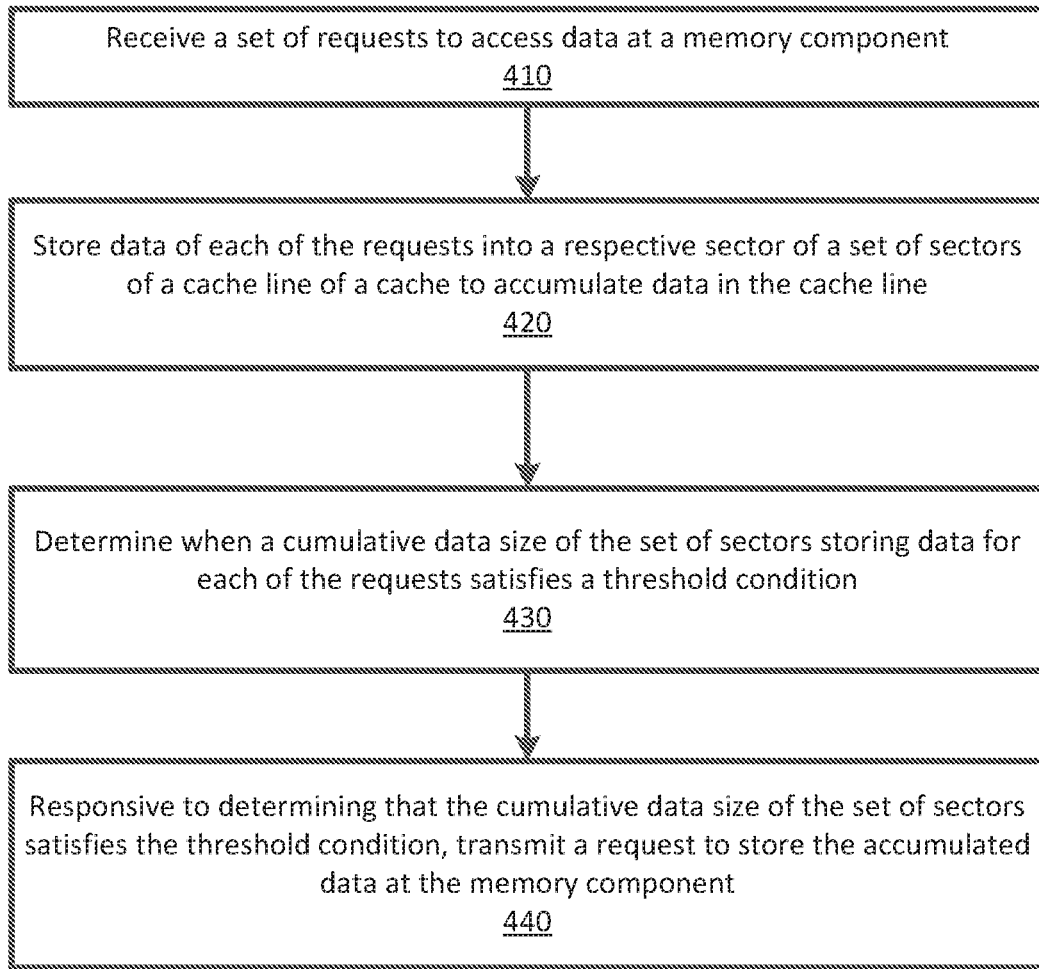 Receive a set of requests to access data at a memory component
410
Store data of each of the requests into a respective sector of a set of sectors
of a cache line of a cache to accumulate data in the cache line
420
Determine when a cumulative data size of the set of sectors storing data for
each of the requests satisfies a threshold condition
430
Responsive to determining that the cumulative data size of the set of sectors
satisfies the threshold condition, transmit a request to store the accumulated
data at the memory component
440